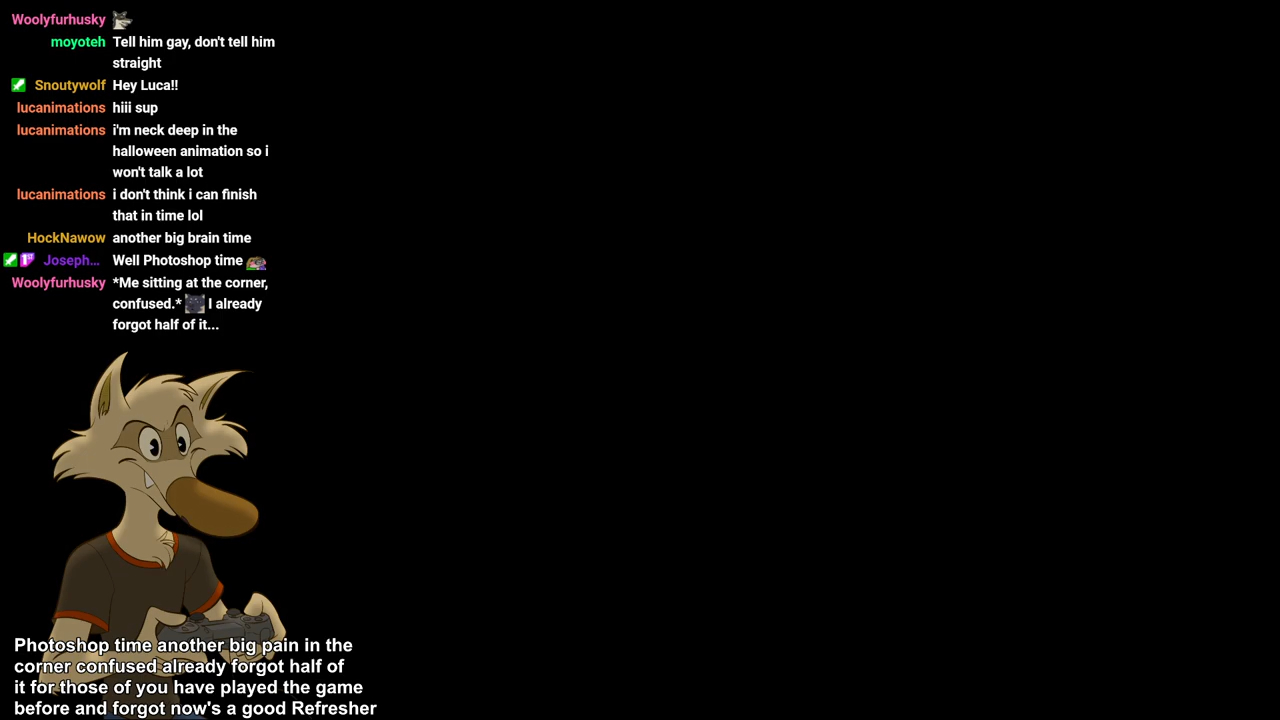 Woolyfurhusky
moyoteh Tell him gay, don't tell him
straight
Snoutywolf Hey Luca!!
lucanimations hiii sup
lucanimations i'm neck deep in the
halloween animation so i
won't talk a lot
lucanimations i don't think i can finish
that in time lol
HockNawow another big brain time
Joseph... Well Photoshop time
Woolyfurhusky *Me sitting at the corner,
confused.* I already
forgot half of it...
Photoshop time another big pain in the
corner confused already forgot half of
it for those of you have played the game
before and forgot now's a good Refresher